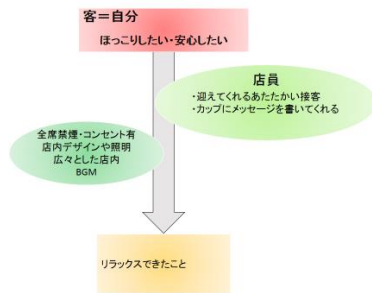 客＝自分
ほっこりしたい・安心したい
店員
・迎えてくれるあたたかい接客
・カップにメッセージを書いてくれる
全席禁煙・コンセント有
店内デザインや照明
広々とした店内
BGM
リラックスできたこと